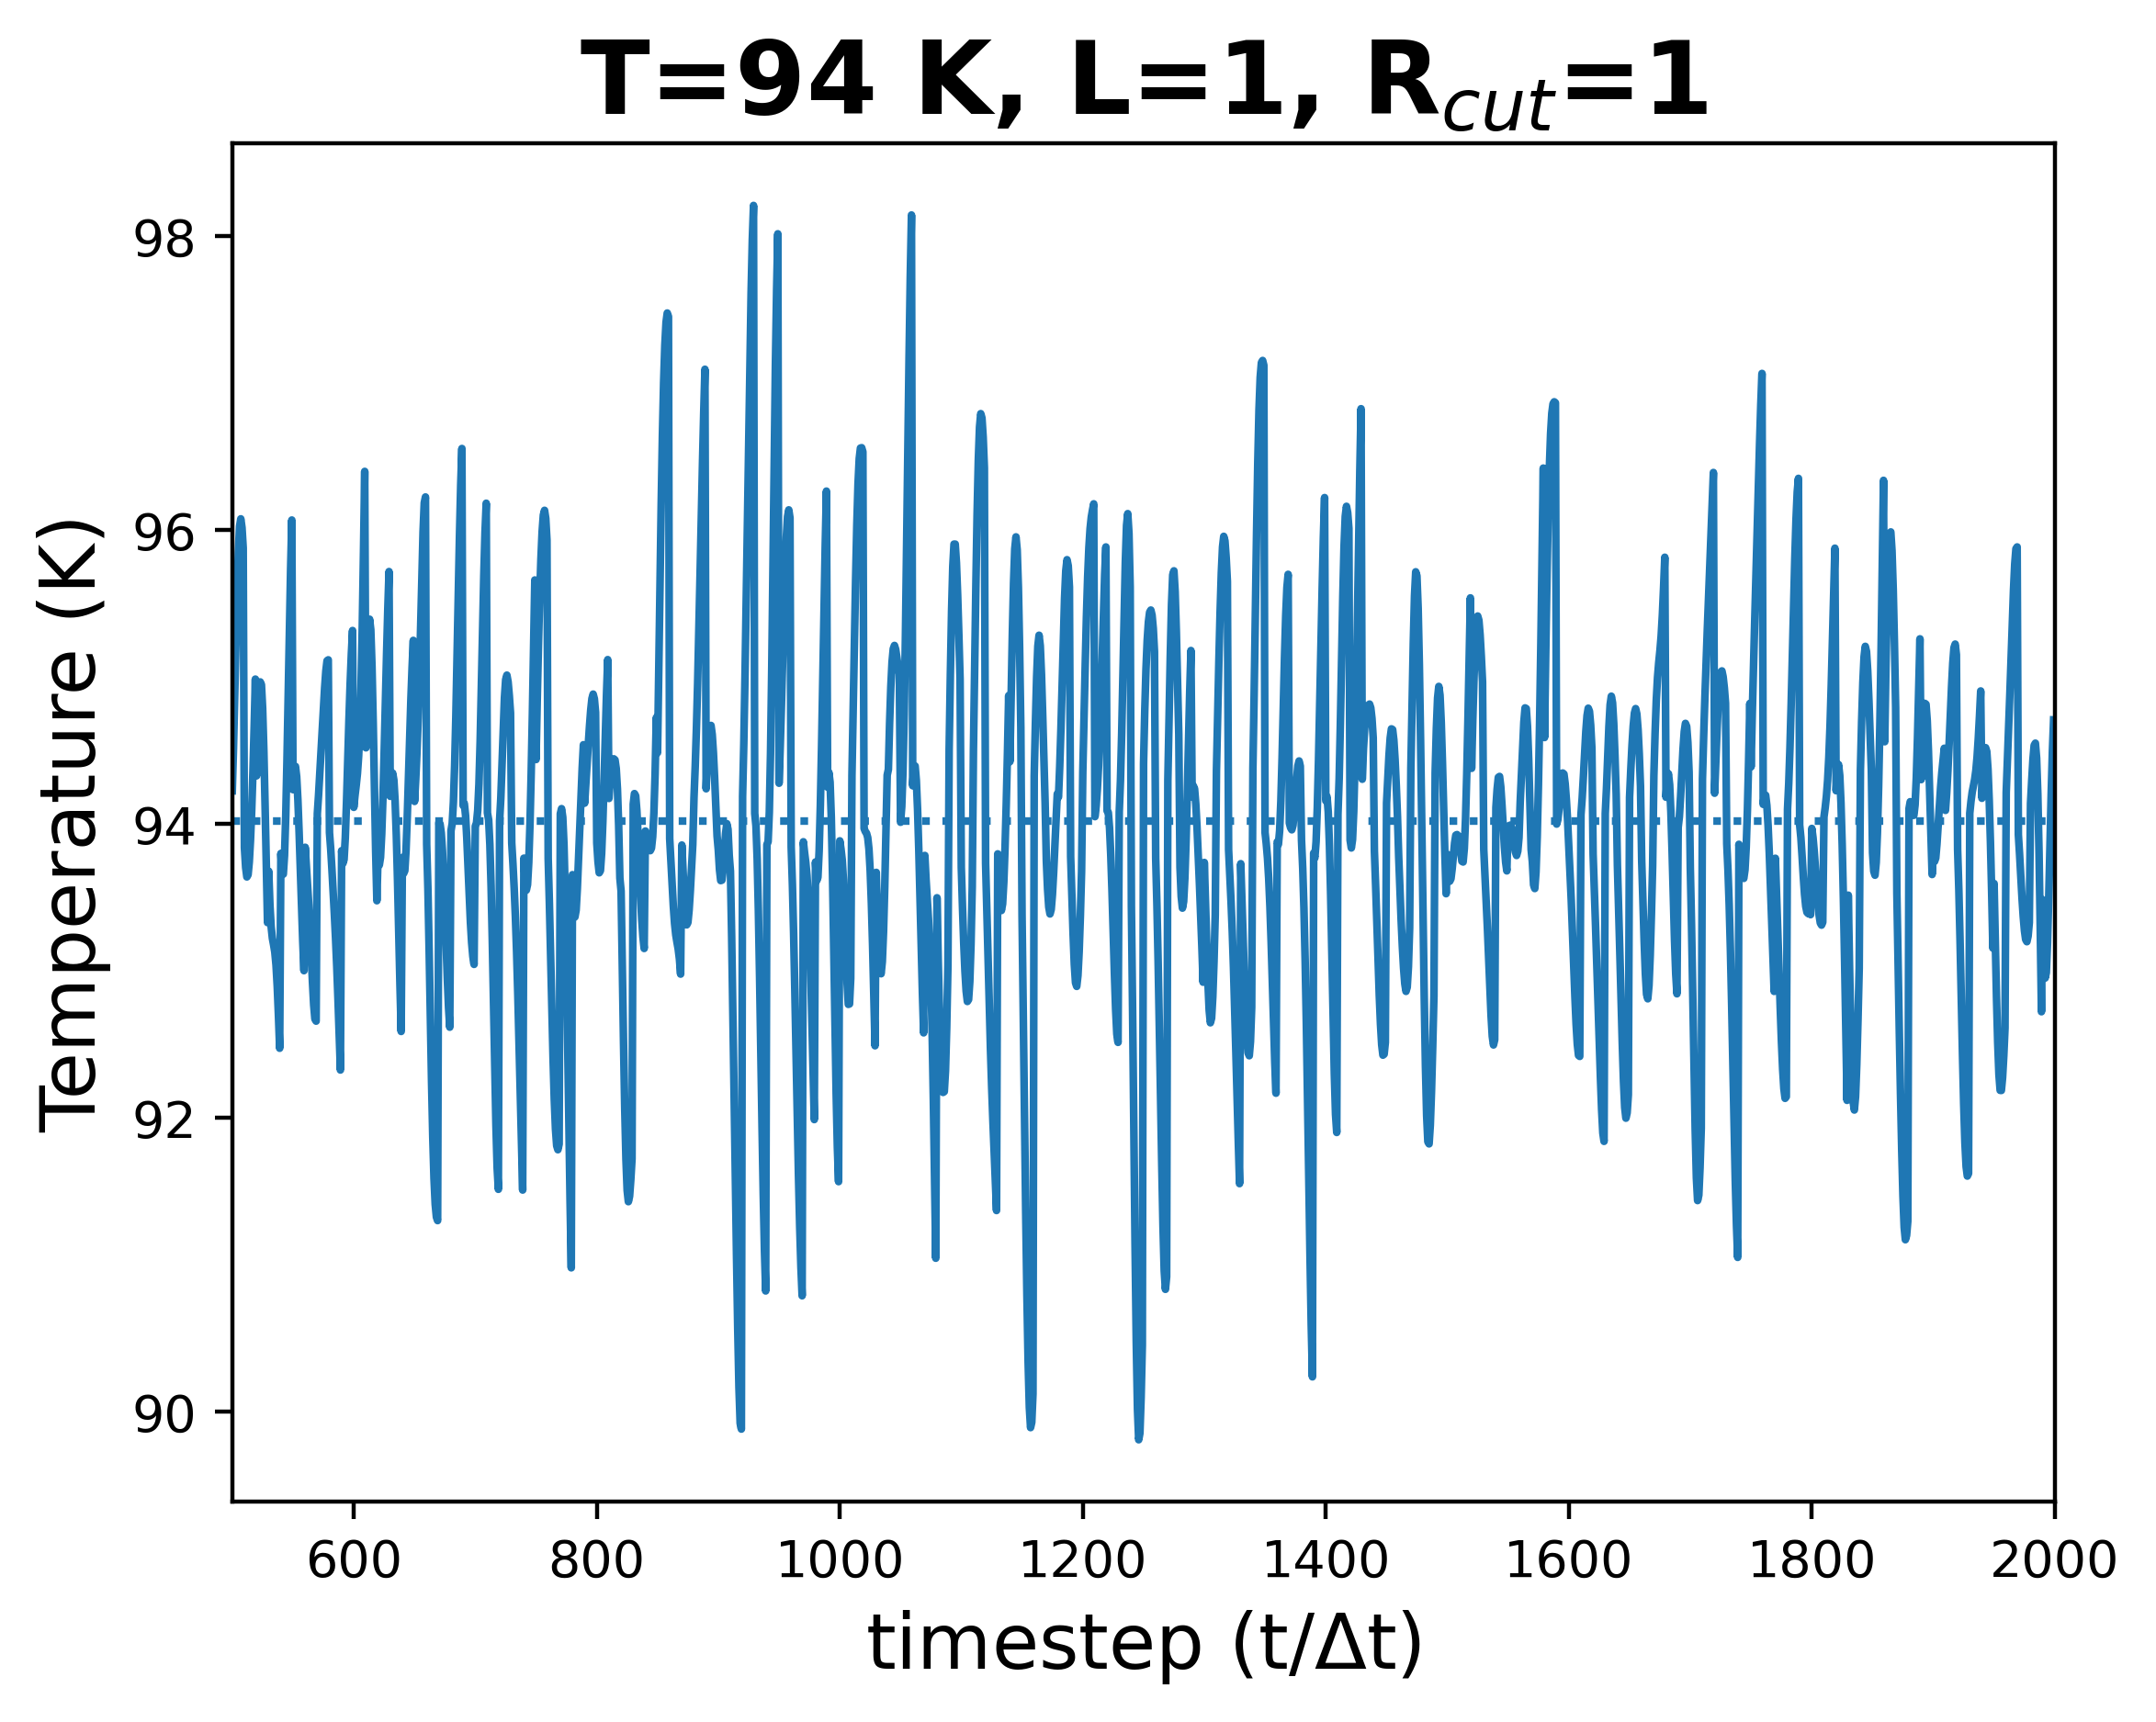 T=94 K, L=1, Rcut=1
Temperature (K)
98
96
94
92
90
600 800 1000 1200 1400 1600 1800 2000
timestep (t/Δt)